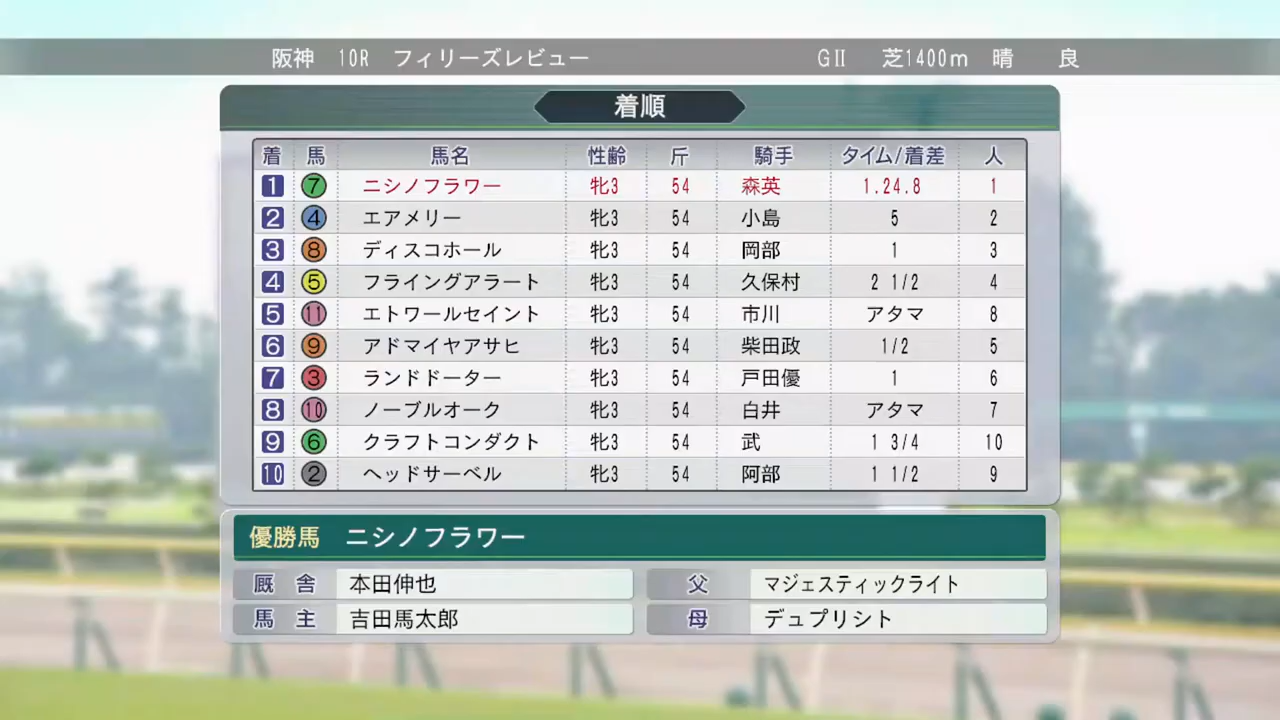 阪神 10R フィリーズレビュー GⅡ 芝1400m 晴 良
着順
着 馬 馬名 性齢 斤 騎手 タイム/着差 人
1 7 ニシノフラワー 牝3 54 森英 1.24.8 1
2 4 エアメリー 牝3 54 小島 5 2
3 8 ディスコホール 牝3 54 岡部 1 3
4 5 フライングアラート 牝3 54 久保村 2 1/2 4
5 11 エトワールセイント 牝3 54 市川 アタマ 8
6 9 アドマイヤアサヒ 牝3 54 柴田政 1/2 5
7 3 ランドドーター 牝3 54 戸田優 1 6
8 10 ノーブルオーク 牝3 54 白井 アタマ 7
9 6 クラフトコンダクト 牝3 54 武 1 3/4 10
10 2 ヘッドサーベル 牝3 54 阿部 1 1/2 9
優勝馬 ニシノフラワー
厩舎 本田伸也 父 マジェスティックライト
馬主 吉田馬太郎 母 デュプリシト